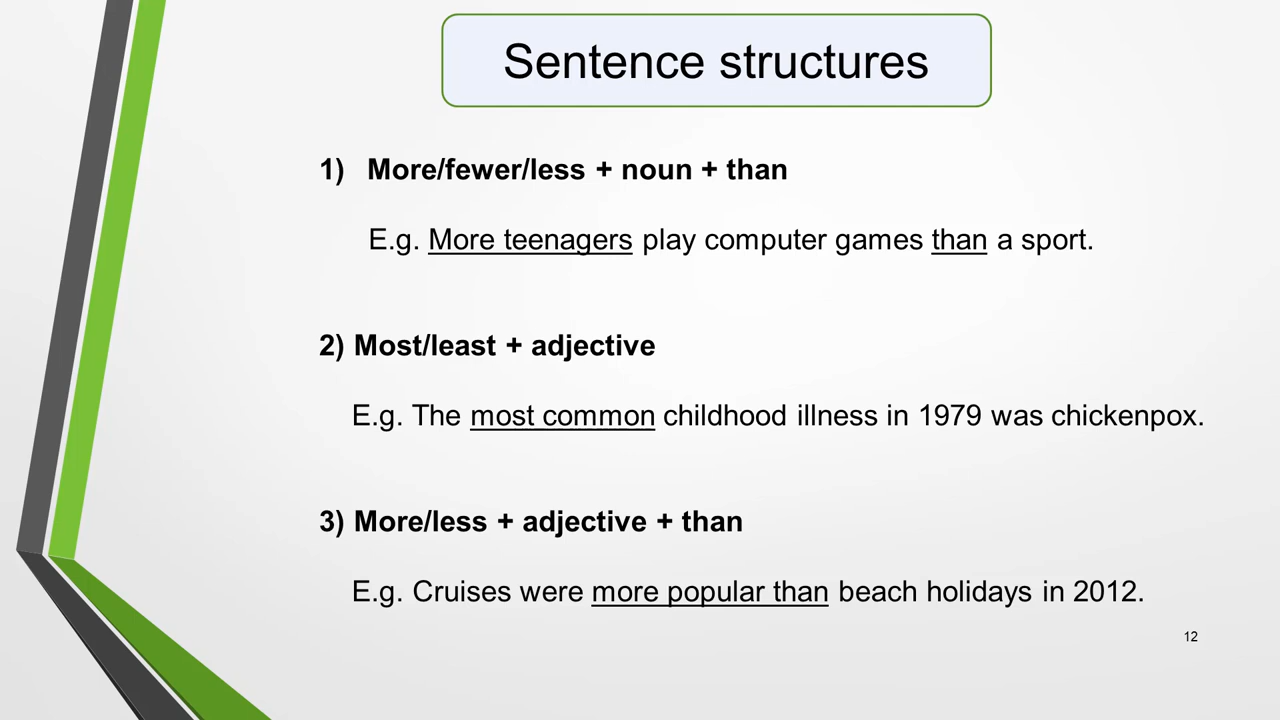 Sentence structures
1) More/fewer/less + noun + than
E.g. More teenagers play computer games than a sport.
2) Most/least + adjective
E.g. The most common childhood illness in 1979 was chickenpox.
3) More/less + adjective + than
E.g. Cruises were more popular than beach holidays in 2012.
12